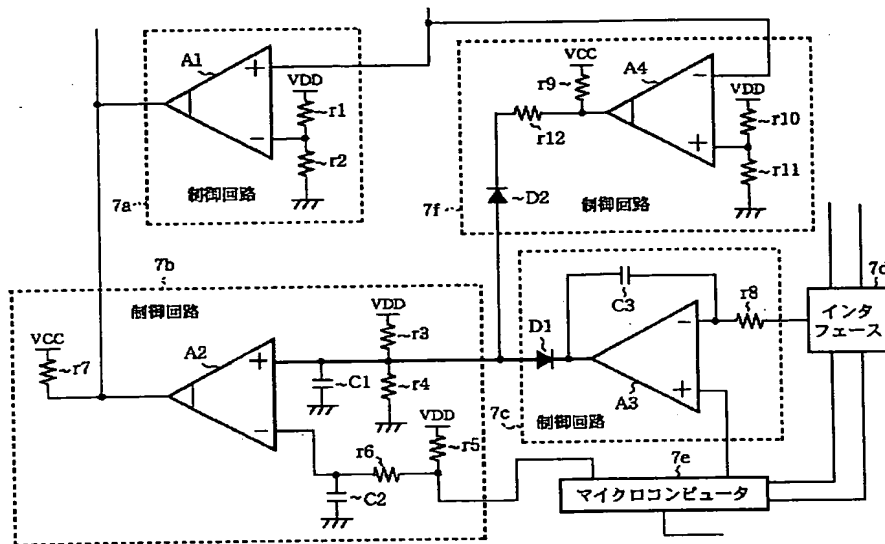 A1
VDD
~r1
~r2
制御回路
7a
VCC
r9~
r12
A4
VDD
~r10
~r11
~D2
7f
制御回路
7b
制御回路
VCC
~r7
A2
VDD
~r3
~C1
~r4
VDD
~r5
r6
~C2
D1
C3
r8
A3
7c
制御回路
7d
インタ
フェース
7e
マイクロコンピュータ